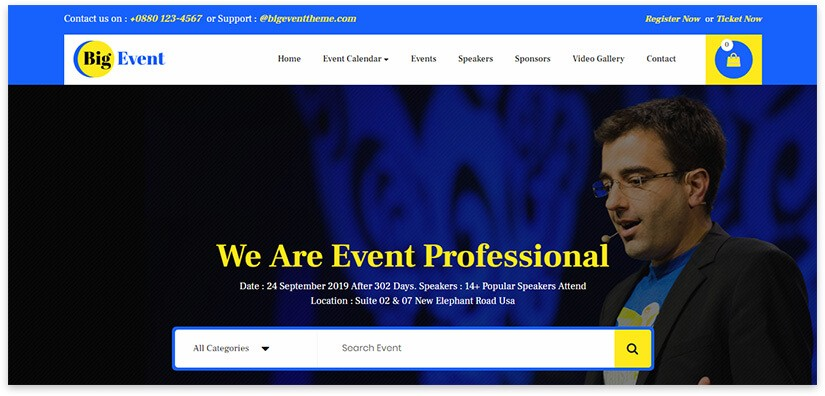 Contact us on : +0880 123-4567 or Support : @bigeventtheme.com
Register Now or Ticket Now
Big Event
Home Event Calendar Events Speakers Sponsors Video Gallery Contact
0
We Are Event Professional
Date : 24 September 2019 After 302 Days. Speakers : 14+ Popular Speakers Attend
Location : Suite 02 & 07 New Elephant Road Usa
All Categories Search Event